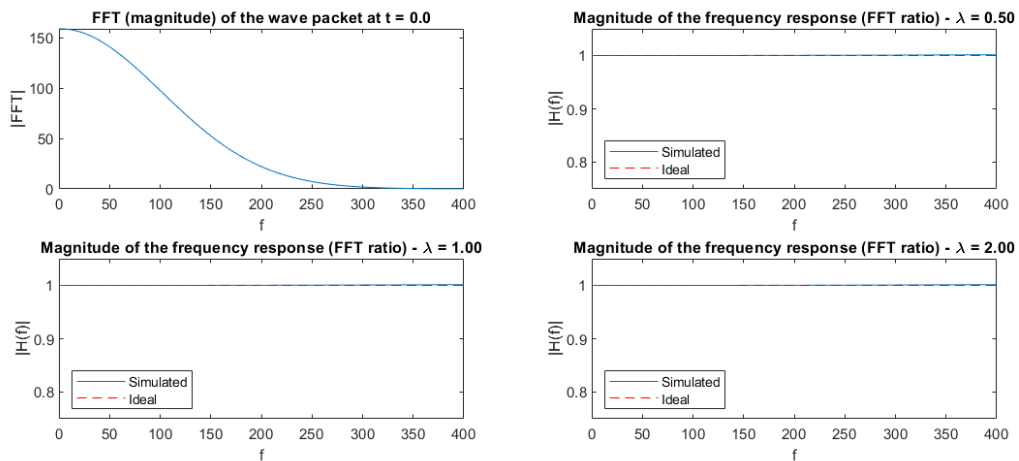 FFT (magnitude) of the wave packet at t = 0.0
150
100
50
0
|FFT|
0 50 100 150 200 250 300 350 400
f
Magnitude of the frequency response (FFT ratio) - λ = 0.50
1
0.9
0.8
|H(f)|
Simulated
Ideal
0 50 100 150 200 250 300 350 400
f
Magnitude of the frequency response (FFT ratio) - λ = 1.00
1
0.9
0.8
|H(f)|
Simulated
Ideal
0 50 100 150 200 250 300 350 400
f
Magnitude of the frequency response (FFT ratio) - λ = 2.00
1
0.9
0.8
|H(f)|
Simulated
Ideal
0 50 100 150 200 250 300 350 400
f